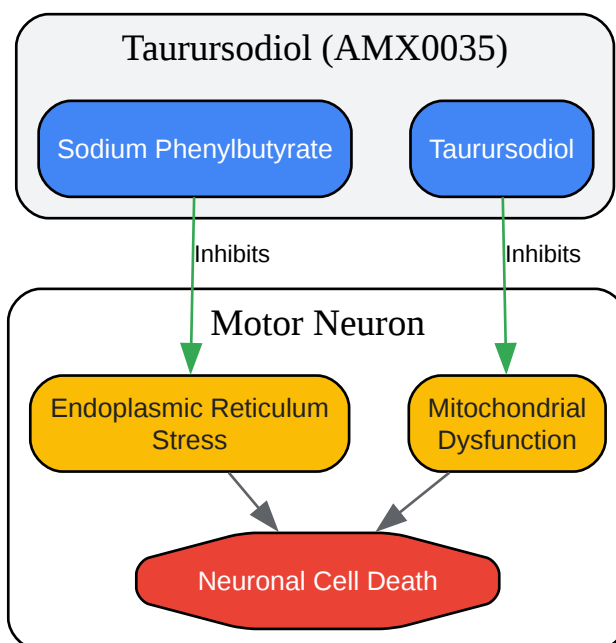 Taurursodiol (AMX0035)
Sodium Phenylbutyrate
Taurursodiol
Inhibits
Inhibits
Motor Neuron
Endoplasmic Reticulum
Stress
Mitochondrial
Dysfunction
Neuronal Cell Death